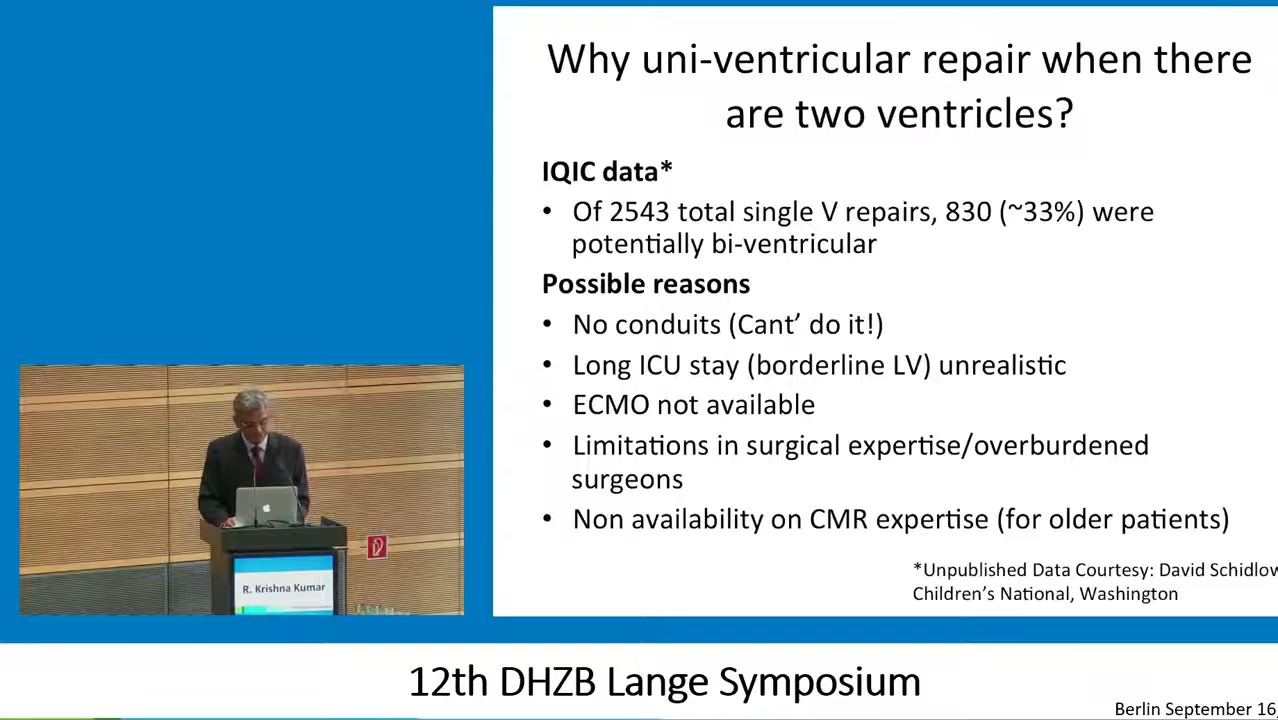 Why uni-ventricular repair when there
are two ventricles?
IQIC data*
• Of 2543 total single V repairs, 830 (~33%) were
potentially bi-ventricular
Possible reasons
• No conduits (Cant’ do it!)
• Long ICU stay (borderline LV) unrealistic
• ECMO not available
• Limitations in surgical expertise/overburdened
surgeons
• Non availability on CMR expertise (for older patients)
*Unpublished Data Courtesy: David Schidlow
Children’s National, Washington
R. Krishna Kumar
12th DHZB Lange Symposium
Berlin September 16,